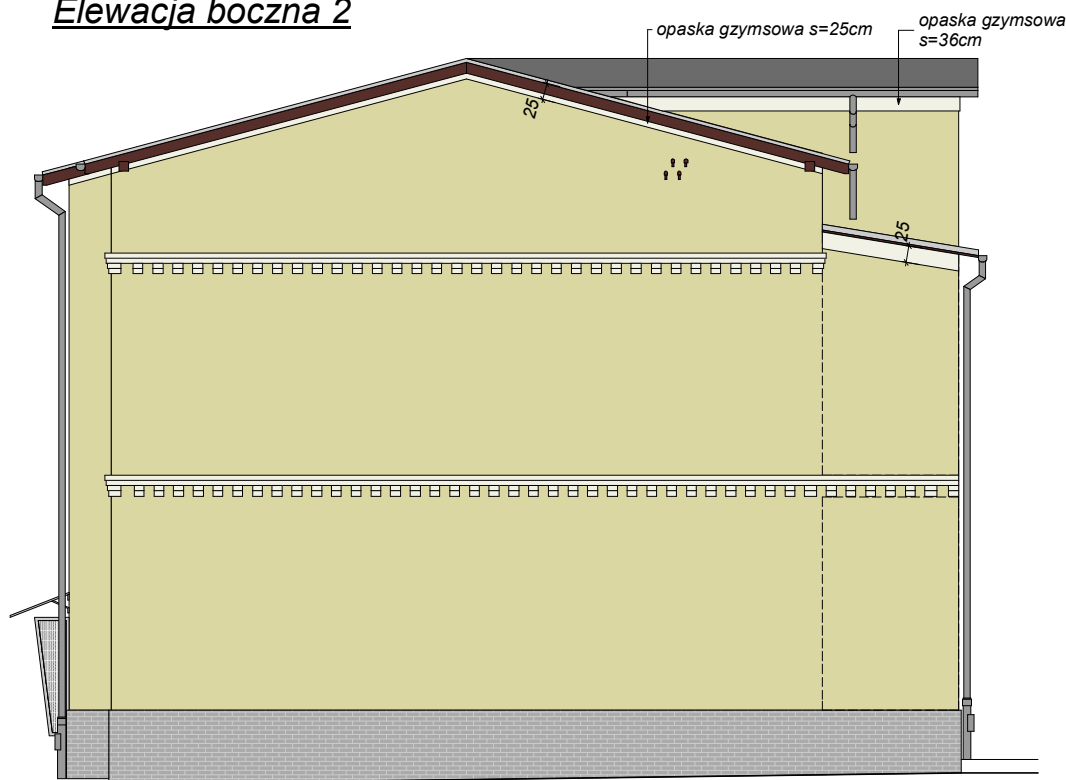 Elewacja boczna 2
opaska gzymsowa s=25cm
opaska gzymsowa
s=36cm
25
25